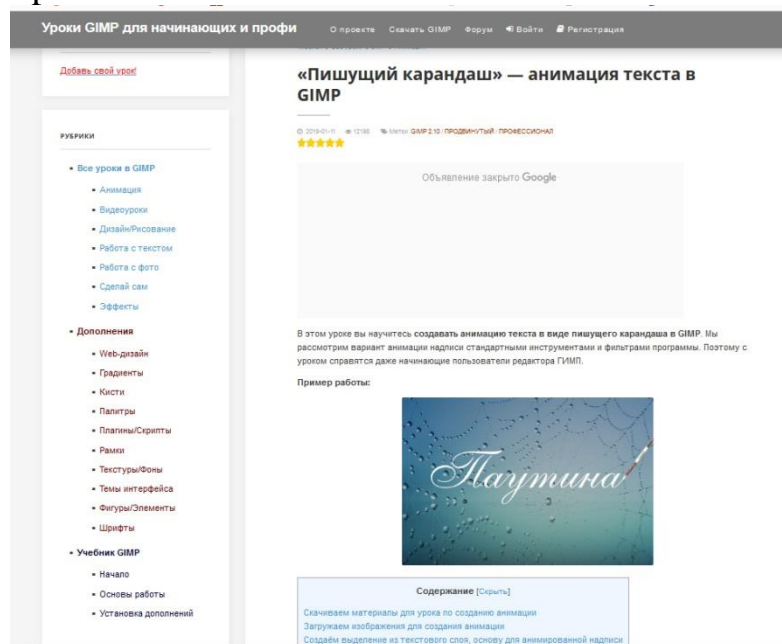 Уроки GIMP для начинающих и профи
О проекте Скачать GIMP Форум Войти Регистрация
Добавь свой урок!
РУБРИКИ
Все уроки в GIMP
Анимация
Видеоуроки
Дизайн/Рисование
Работа с текстом
Работа с фото
Сделай сам
Эффекты
Дополнения
Web-дизайн
Градиенты
Кисти
Палитры
Плагины/Скрипты
Рамки
Текстуры/Фоны
Темы интерфейса
Фигуры/Элементы
Шрифты
Учебник GIMP
Начало
Основы работы
Установка дополнений
«Пишущий карандаш» — анимация текста в
GIMP
2019-01-11 12195 Метки: GIMP 2.10 / ПРОДВИНУТЫЙ / ПРОФЕССИОНАЛ
Объявление закрыто Google
В этом уроке вы научитесь создавать анимацию текста в виде пишущего карандаша в GIMP. Мы
рассмотрим вариант анимации надписи стандартными инструментами и фильтрами программы. Поэтому с
уроком справятся даже начинающие пользователи редактора ГИМП.
Пример работы:
Паутина
Содержание [Скрыть]
Скачиваем материалы для урока по созданию анимации
Загружаем изображения для создания анимации
Создаём выделение из текстового слоя, основу для анимированной надписи